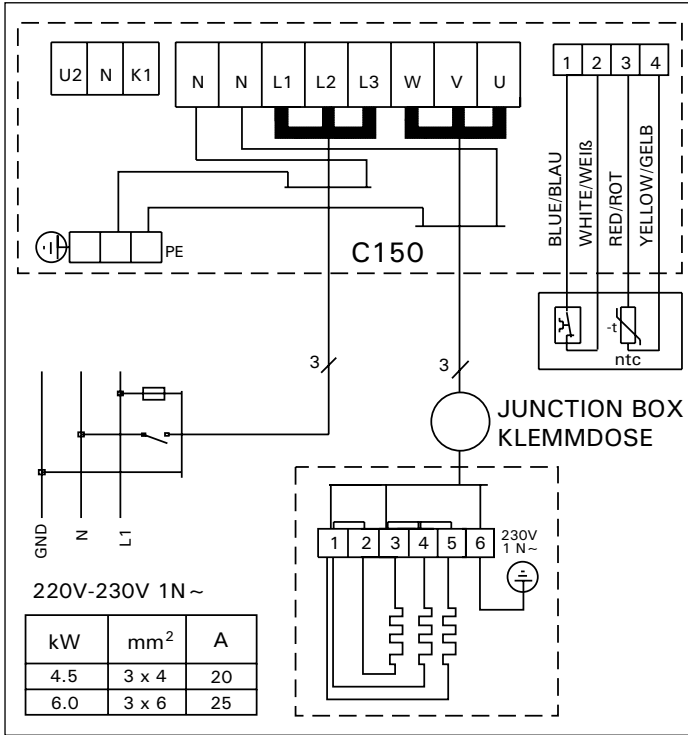 U2 N K1
N N L1 L2 L3 W V U
1 2 3 4
BLUE/BLAU
WHITE/WEIß
RED/ROT
YELLOW/GELB
PE
C150
-t
ntc
3
3
JUNCTION BOX
KLEMMDOSE
GND
N
L1
1 2 3 4 5 6
230V
1 N~
220V-230V 1N~
kW mm² A
4.5 3 x 4 20
6.0 3 x 6 25